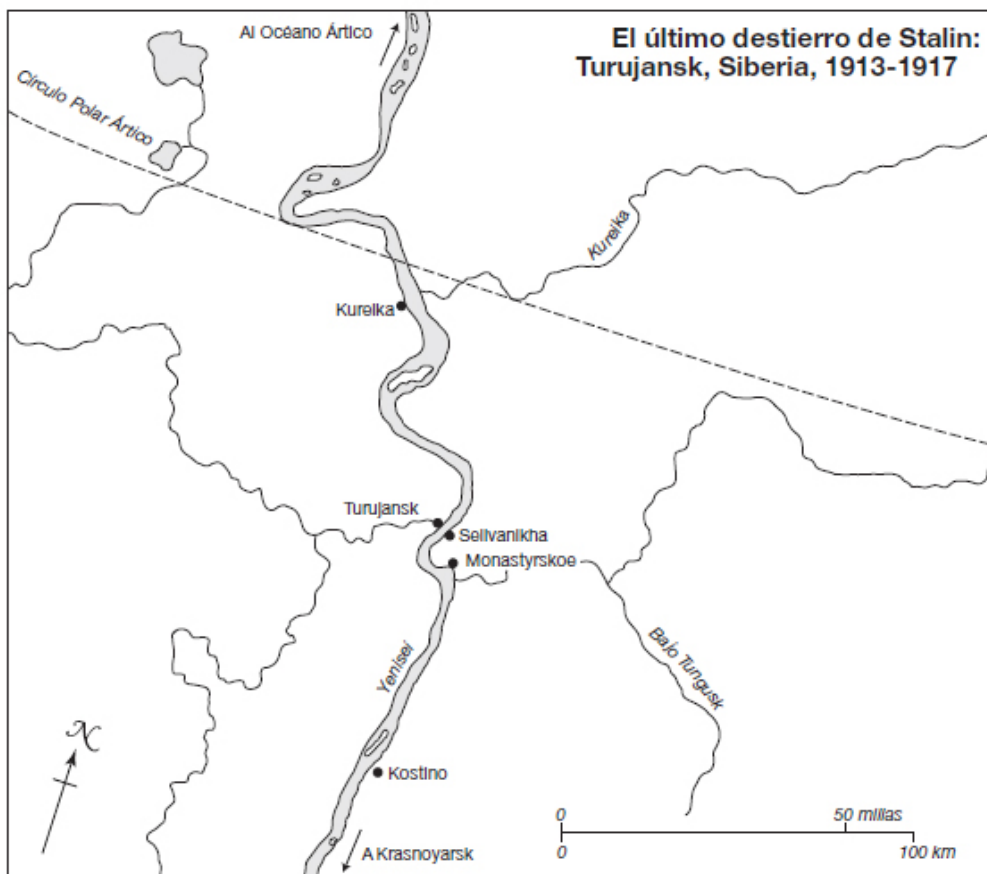 Al Océano Ártico
El último destierro de Stalin:
Turujansk, Siberia, 1913-1917
Círculo Polar Ártico
Kureika
Kureika
Turujansk
Selivanikha
Monastyrskoe
Yenisei
Bajo Tungusk
N
Kostino
A Krasnoyarsk
0 50 millas
0 100 km